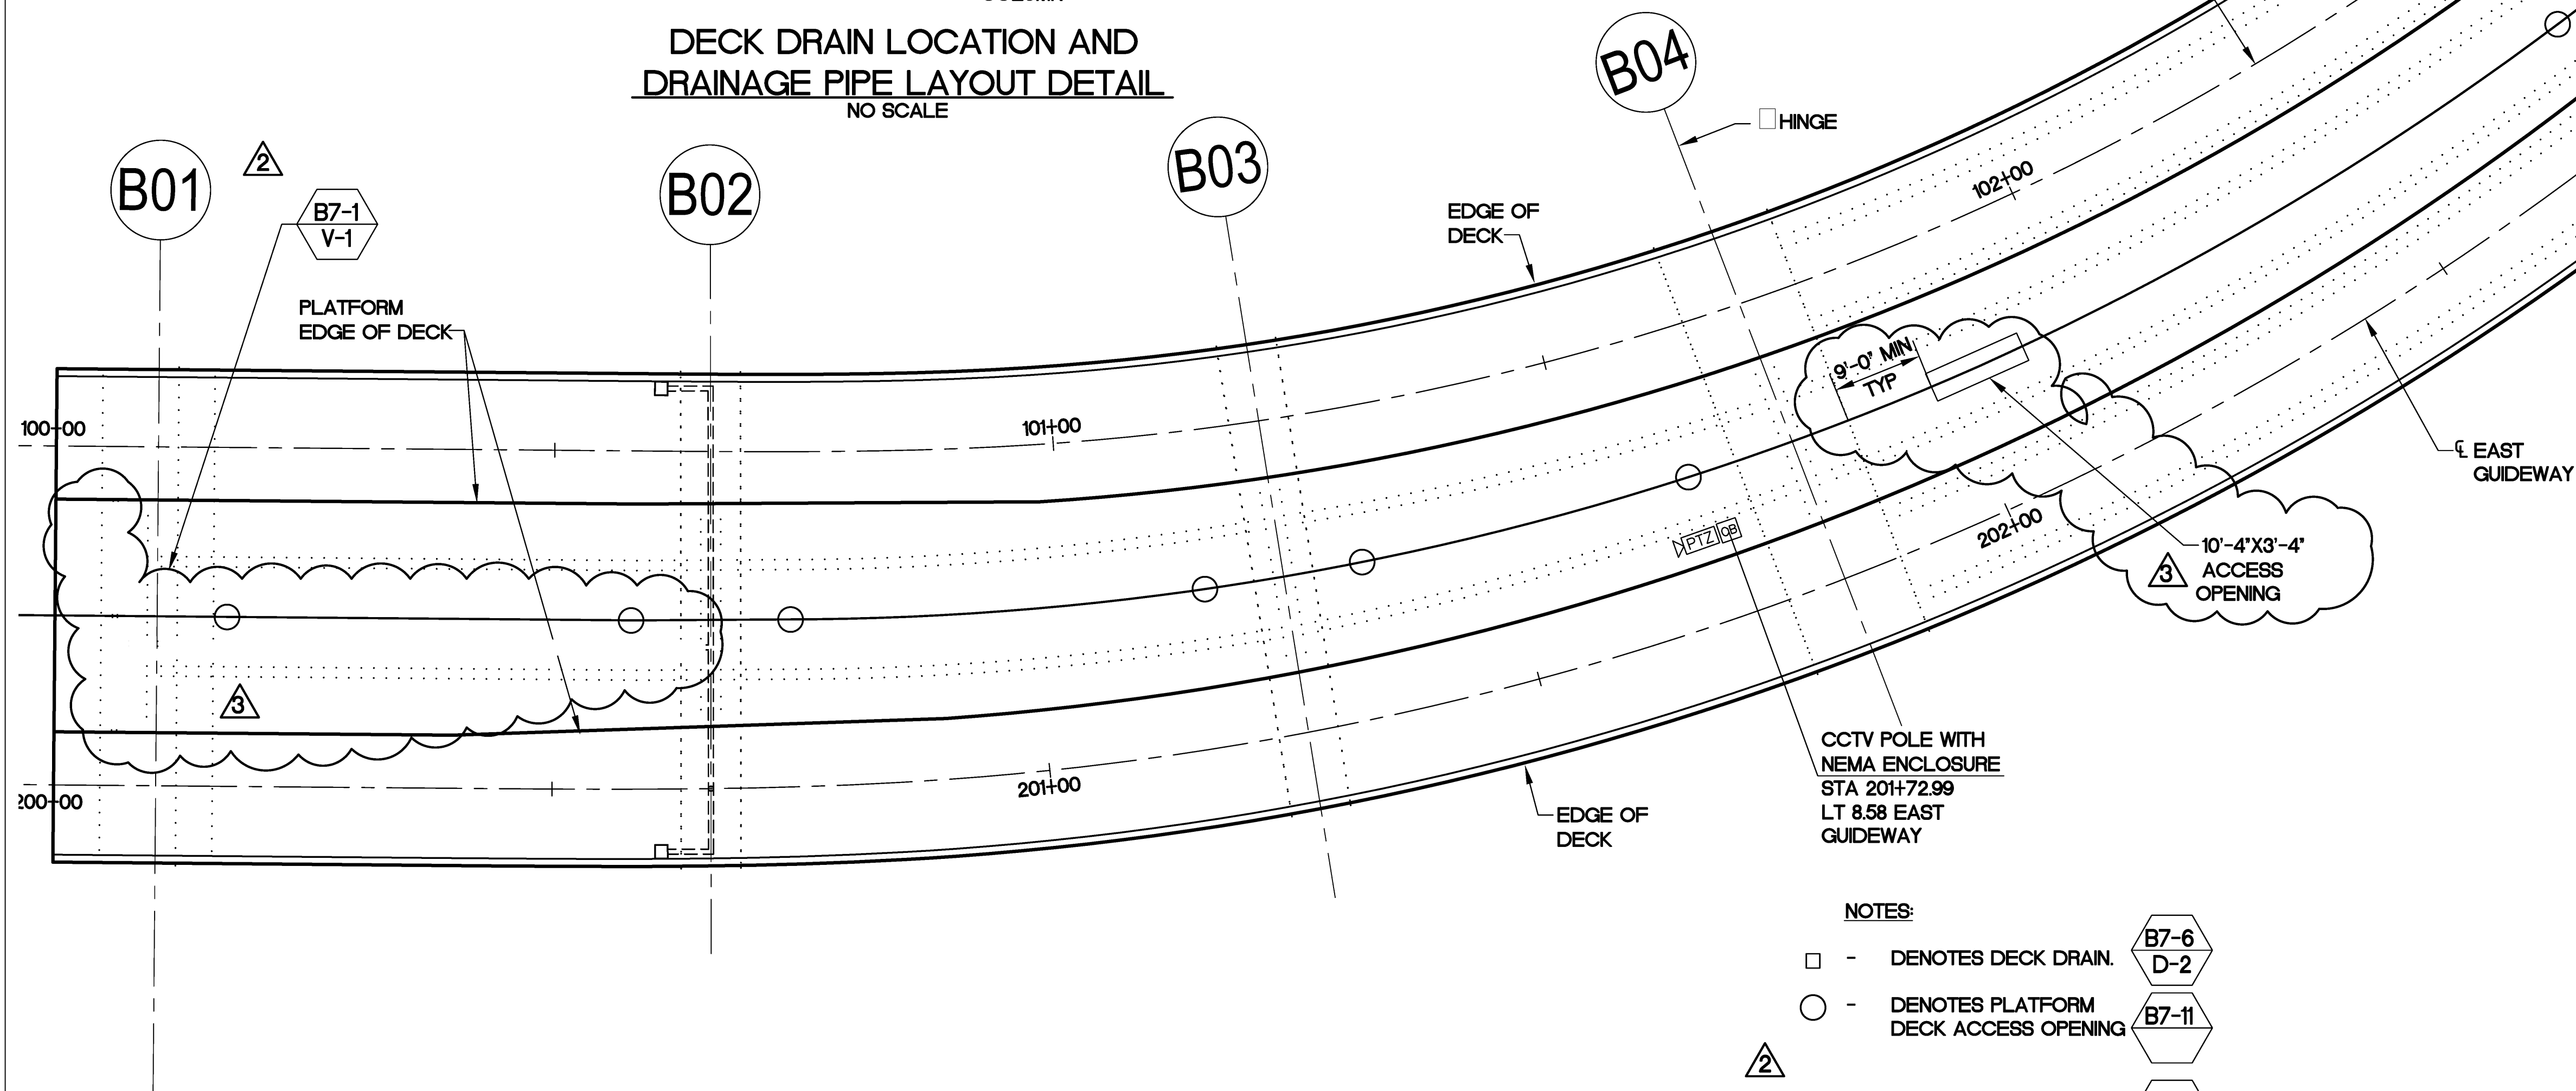 DECK DRAIN LOCATION AND
DRAINAGE PIPE LAYOUT DETAIL
NO SCALE
B01
2
B7-1
V-1
B02
B03
B04
HINGE
PLATFORM
EDGE OF DECK
EDGE OF
DECK
102+00
9'-0" MIN
TYP
100+00
101+00
℄ EAST
GUIDEWAY
PTZ
OB
202+00
10'-4"X3'-4"
3
ACCESS
OPENING
3
200+00
201+00
CCTV POLE WITH
NEMA ENCLOSURE
STA 201+72.99
LT 8.58 EAST
GUIDEWAY
EDGE OF
DECK
NOTES:
- DENOTES DECK DRAIN.
B7-6
D-2
- DENOTES PLATFORM
DECK ACCESS OPENING
B7-11
2